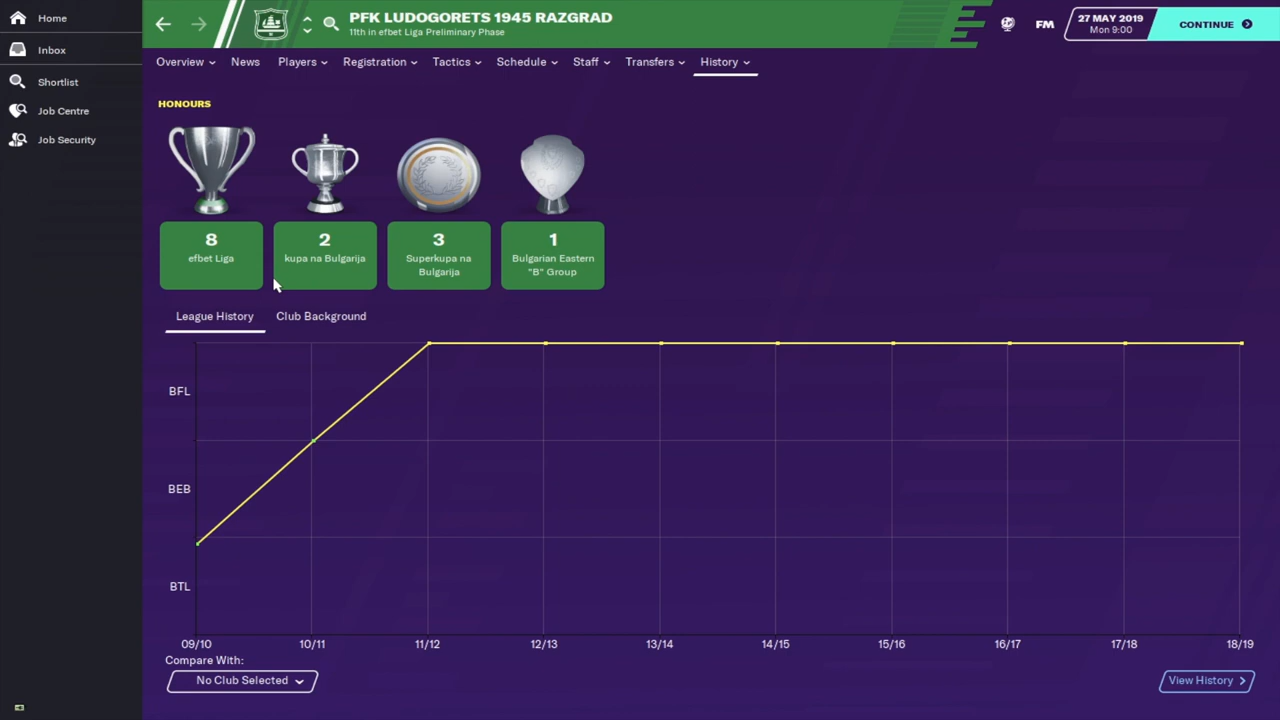 Home
Inbox
Shortlist
Job Centre
Job Security
PFK LUDOGORETS 1945 RAZGRAD
11th in efbet Liga Preliminary Phase
FM
27 MAY 2019
Mon 9:00
CONTINUE
Overview
News
Players
Registration
Tactics
Schedule
Staff
Transfers
History
HONOURS
8
efbet Liga
2
kupa na Bulgarija
3
Superkupa na
Bulgarija
1
Bulgarian Eastern
"B" Group
League History
Club Background
BFL
BEB
BTL
09/10
10/11
11/12
12/13
13/14
14/15
15/16
16/17
17/18
18/19
Compare With:
No Club Selected
View History